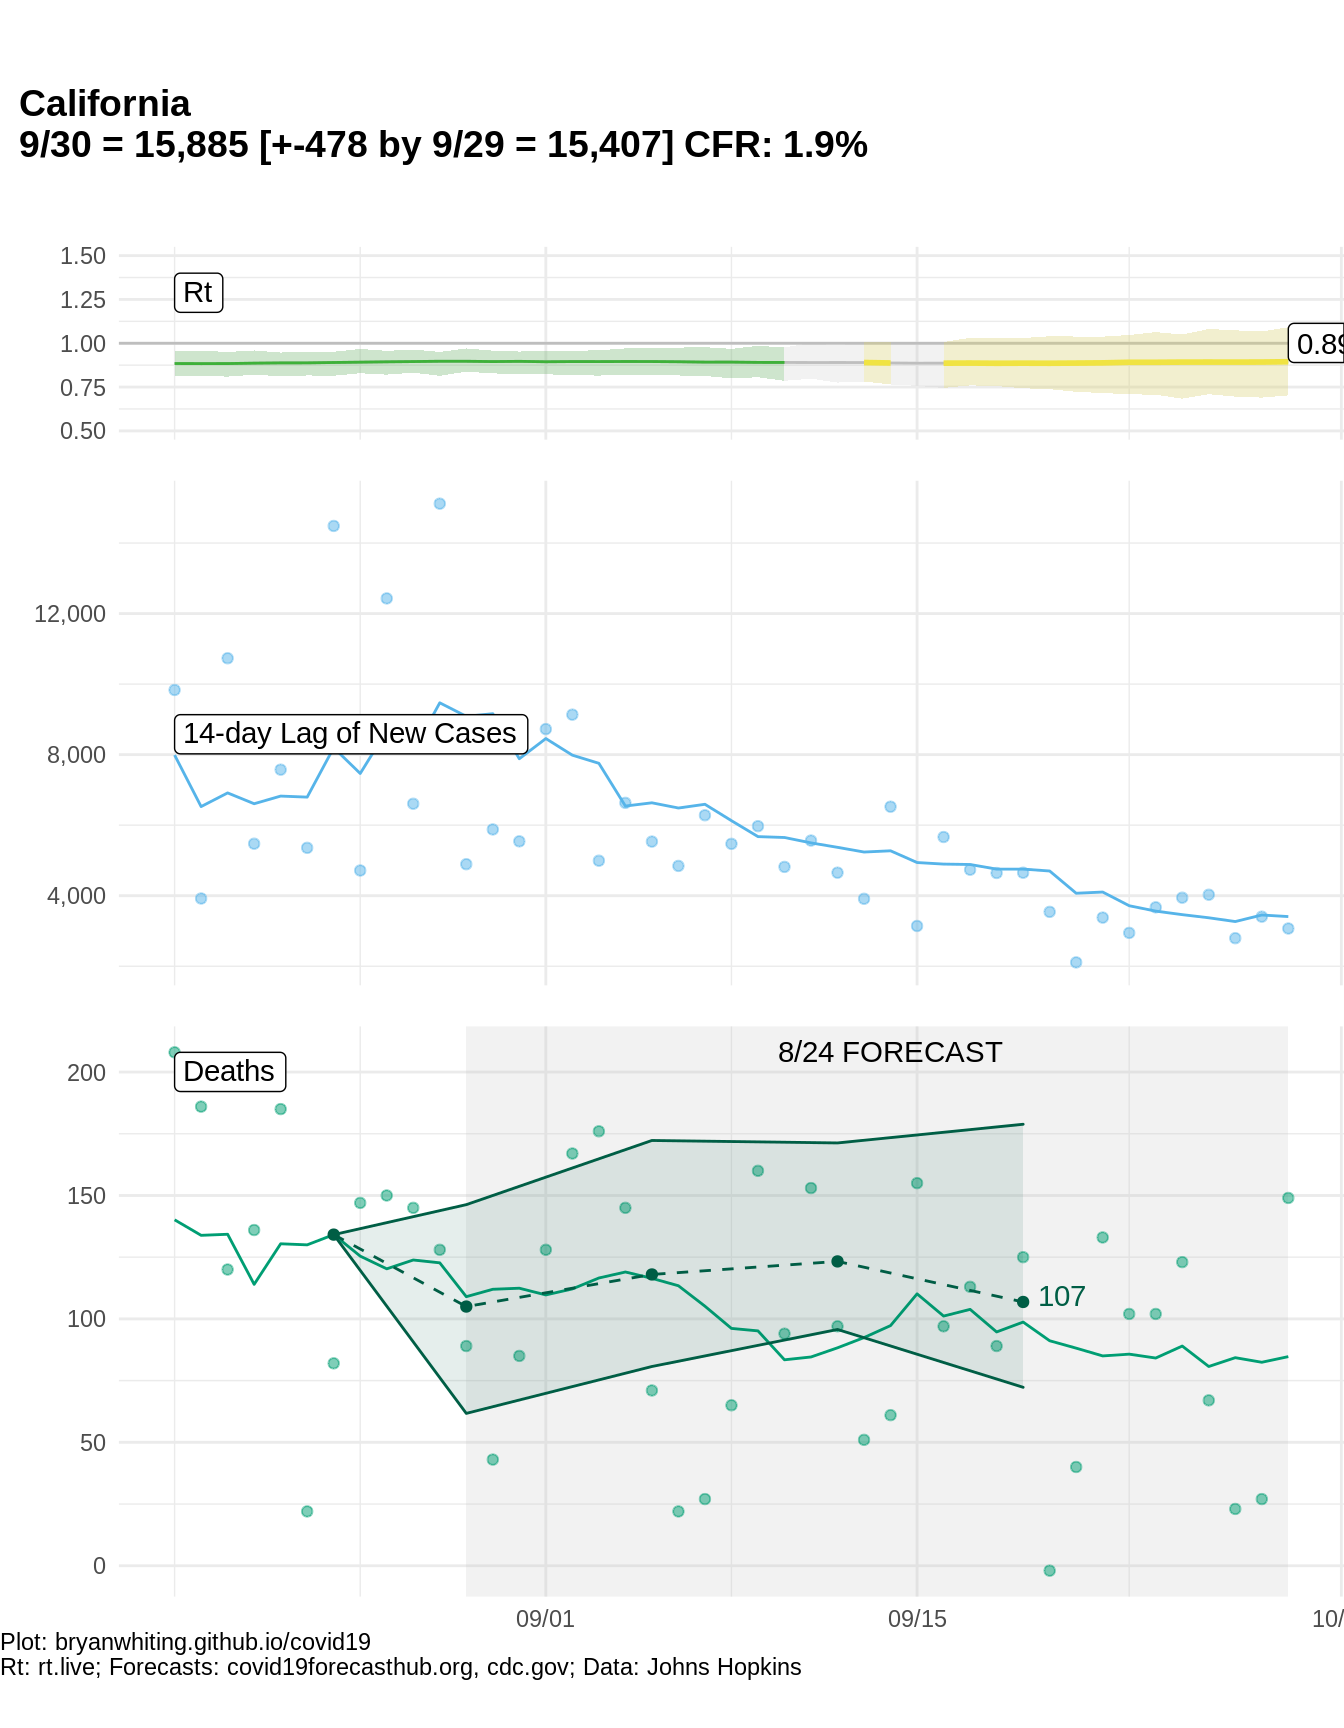 California
9/30 = 15,885 [+-478 by 9/29 = 15,407] CFR: 1.9%
1.50
Rt
1.25
1.00
0.89
0.75
0.50
12,000
14-day Lag of New Cases
8,000
4,000
8/24 FORECAST
Deaths
200
150
107
100
50
0
09/01 09/15 10/
Plot: bryanwhiting.github.io/covid19
Rt: rt.live; Forecasts: covid19forecasthub.org, cdc.gov; Data: Johns Hopkins